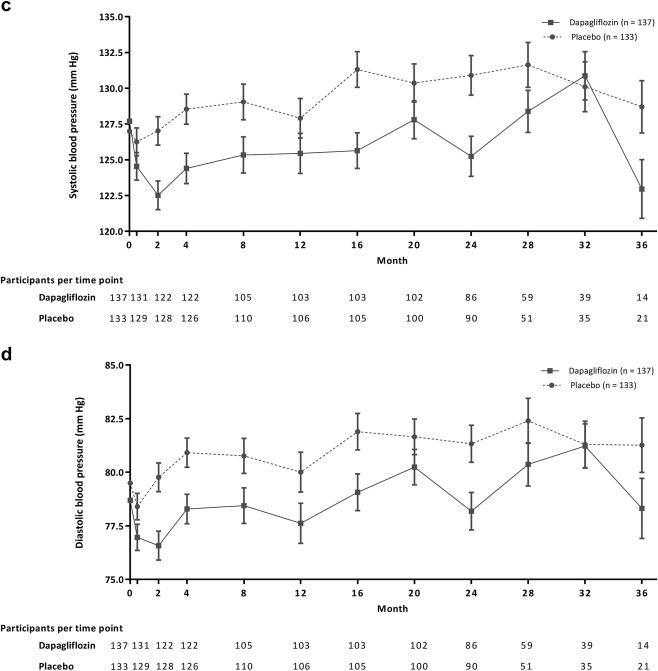 c
135.0
132.5
130.0
127.5
125.0
122.5
120.0
Systolic blood pressure (mm Hg)
Dapagliflozin (n = 137)
Placebo (n = 133)
0 2 4 8 12 16 20 24 28 32 36
Month
Participants per time point
Dapagliflozin 137 131 122 122 105 103 103 102 86 59 39 14
Placebo 133 129 128 126 110 106 105 100 90 51 35 21
d
85.0
82.5
80.0
77.5
75.0
Diastolic blood pressure (mm Hg)
Dapagliflozin (n = 137)
Placebo (n = 133)
0 2 4 8 12 16 20 24 28 32 36
Month
Participants per time point
Dapagliflozin 137 131 122 122 105 103 103 102 86 59 39 14
Placebo 133 129 128 126 110 106 105 100 90 51 35 21